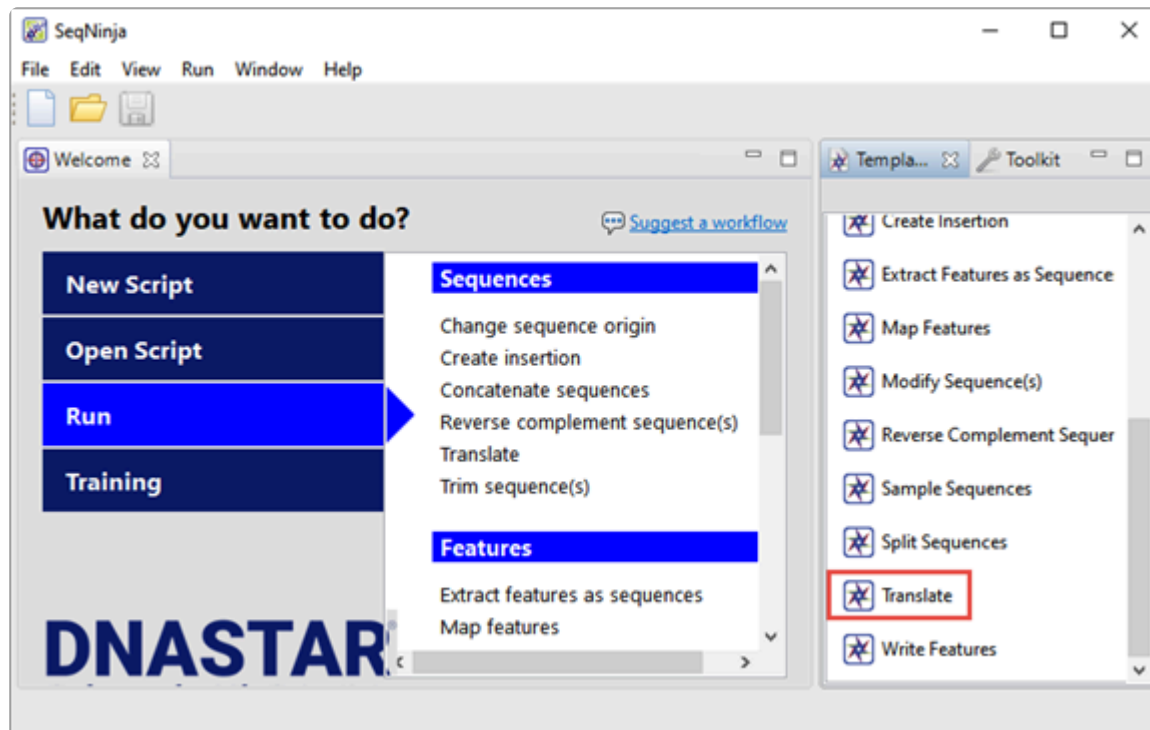 SeqNinja
File Edit View Run Window Help
Welcome
What do you want to do?
Suggest a workflow
New Script
Open Script
Run
Training
Sequences
Change sequence origin
Create insertion
Concatenate sequences
Reverse complement sequence(s)
Translate
Trim sequence(s)
Features
Extract features as sequences
Map features
DNASTAR
Templa... Toolkit
Create Insertion
Extract Features as Sequence
Map Features
Modify Sequence(s)
Reverse Complement Sequer
Sample Sequences
Split Sequences
Translate
Write Features